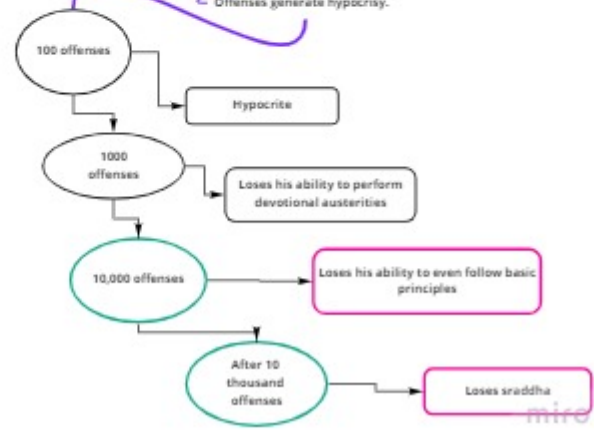 Offenses generate hypocrisy.
100 offenses
Hypocrite
1000
offenses
Loses his ability to perform
devotional austerities
10,000 offenses
Loses his ability to even follow basic
principles
After 10
thousand
offenses
Loses sraddha
miro